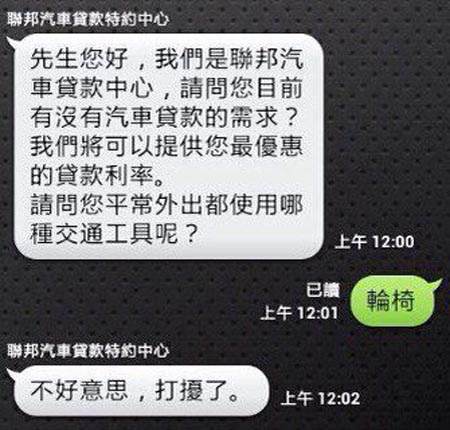 聯邦汽車貸款特約中心
先生您好，我們是聯邦汽
車貸款中心，請問您目前
有沒有汽車貸款的需求？
我們將可以提供您最優惠
的貸款利率。
請問您平常外出都使用哪
種交通工具呢？
上午 12:00
已讀
上午 12:01
輪椅
聯邦汽車貸款特約中心
不好意思，打擾了。
上午 12:02